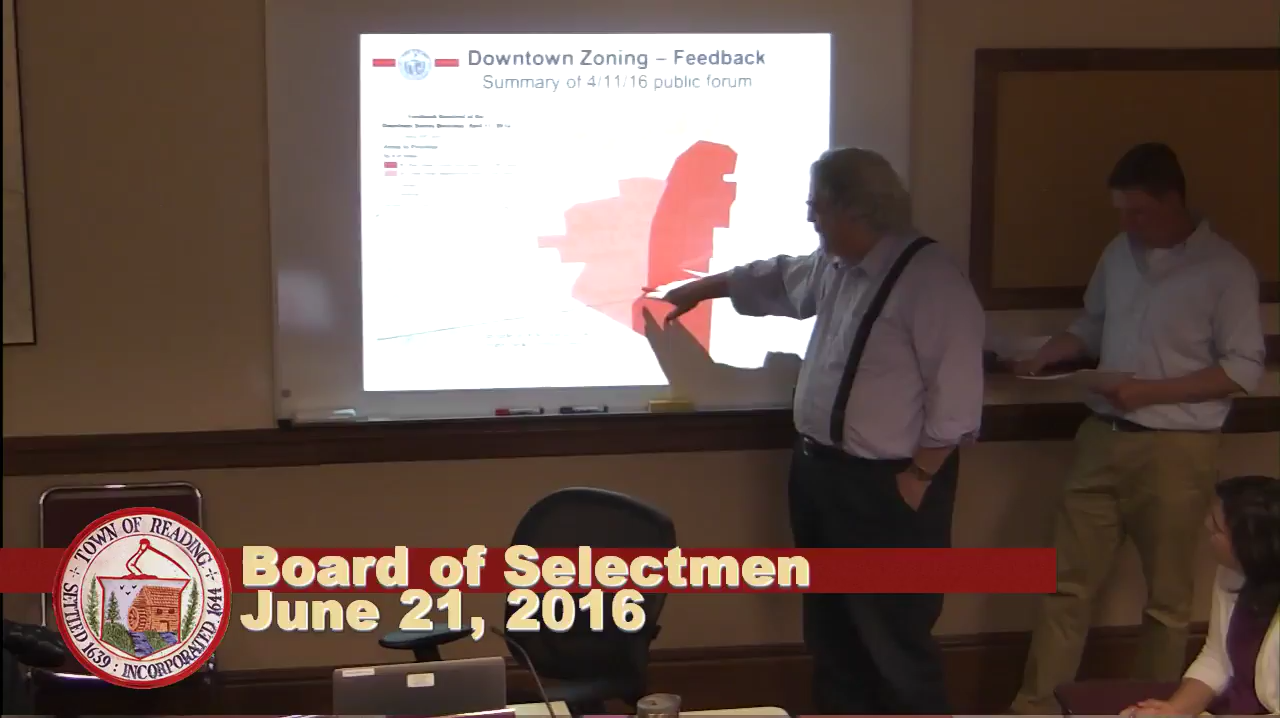 Downtown Zoning – Feedback
Summary of 4/11/16 public forum
TOWN OF READING
SETTLED 1639 : INCORPORATED 1644
Board of Selectmen
June 21, 2016